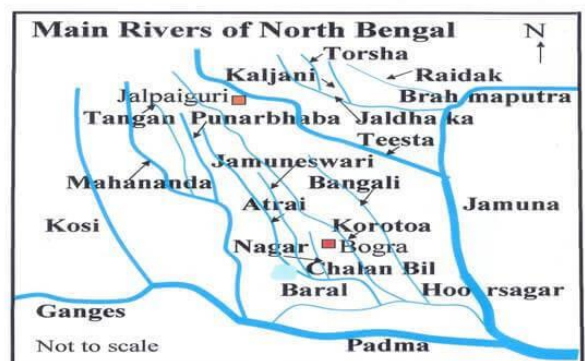 Main Rivers of North Bengal
N
Torsha
Kaljani
Raidak
Jalpaiguri
Brahmaputra
Tangan Punarbhaba
Jaldhaka
Teesta
Jamuneswari
Mahananda
Bangali
Atrai
Jamuna
Kosi
Korotoa
Nagar
Bogra
Chalan Bil
Baral
Hoorsagar
Ganges
Padma
Not to scale